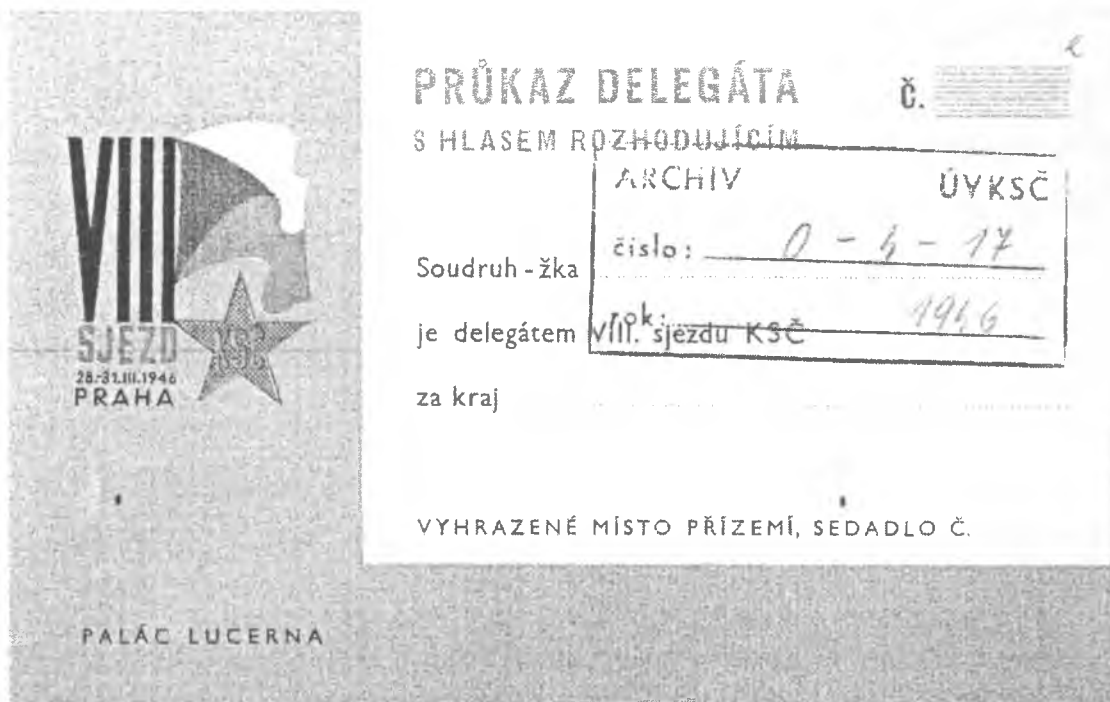 VIII
SJEZD
KSČ
28.-31.III.1946
PRAHA
PALÁC LUCERNA
PRŮKAZ DELEGÁTA
Č.
S HLASEM ROZHODUJÍCÍM
ARCHIV ÚVKSČ
číslo: 0 - 4 - 17
rok: 1946
Soudruh - žka
je delegátem VIII. sjezdu KSČ
za kraj
VYHRAZENÉ MÍSTO PŘÍZEMÍ, SEDADLO Č.